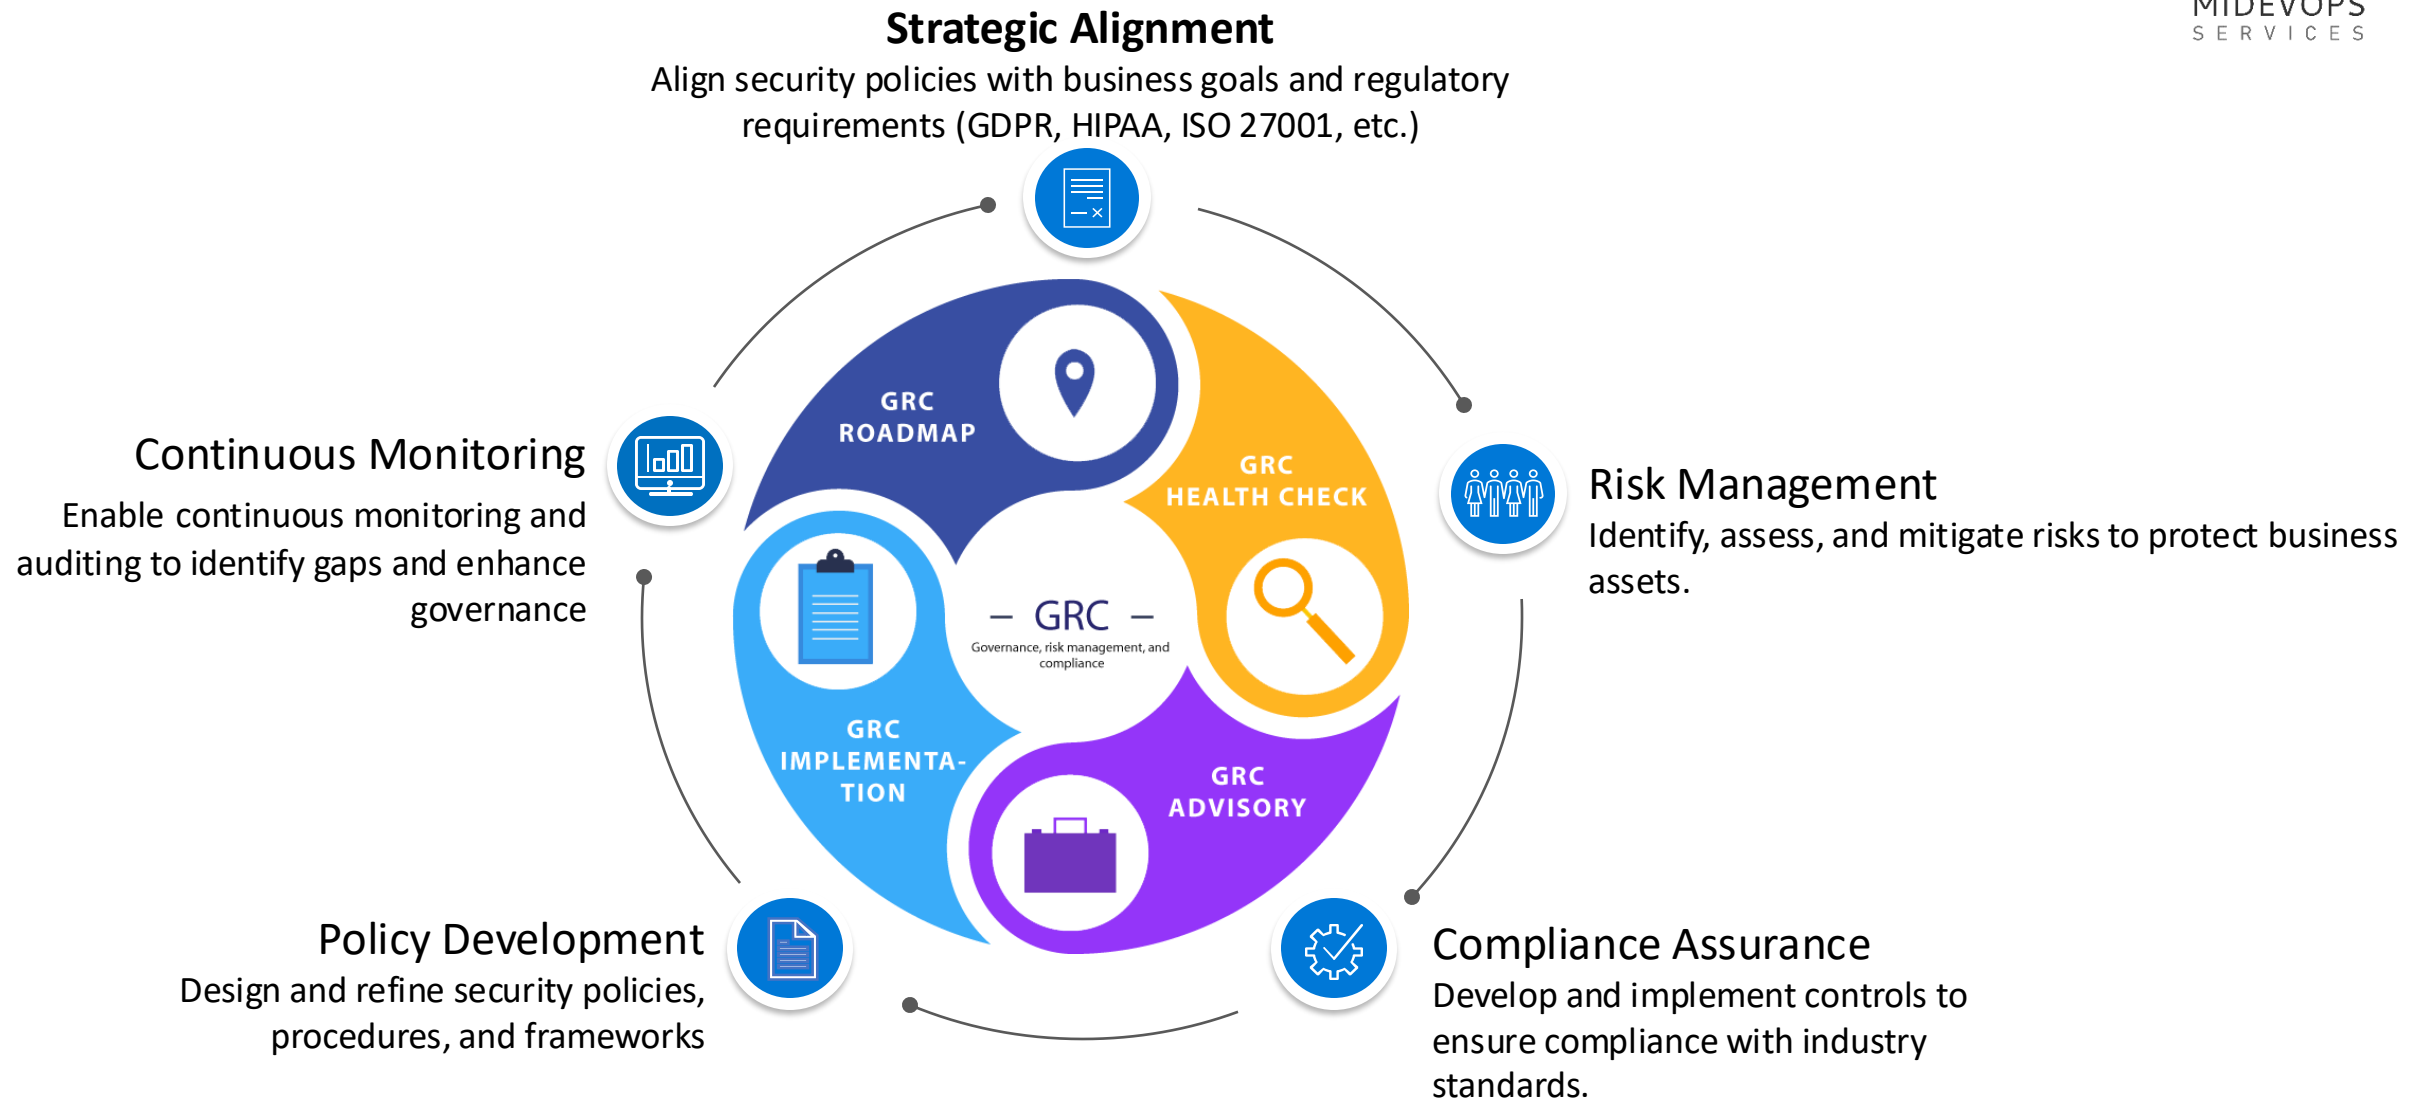 MIDEVOPS
SERVICES
Strategic Alignment
Align security policies with business goals and regulatory
requirements (GDPR, HIPAA, ISO 27001, etc.)
GRC
ROADMAP
GRC
HEALTH CHECK
Continuous Monitoring
Enable continuous monitoring and
auditing to identify gaps and enhance
governance
Risk Management
Identify, assess, and mitigate risks to protect business
assets.
– GRC –
Governance, risk management, and
compliance
GRC
IMPLEMENTA-
TION
GRC
ADVISORY
Policy Development
Design and refine security policies,
procedures, and frameworks
Compliance Assurance
Develop and implement controls to
ensure compliance with industry
standards.